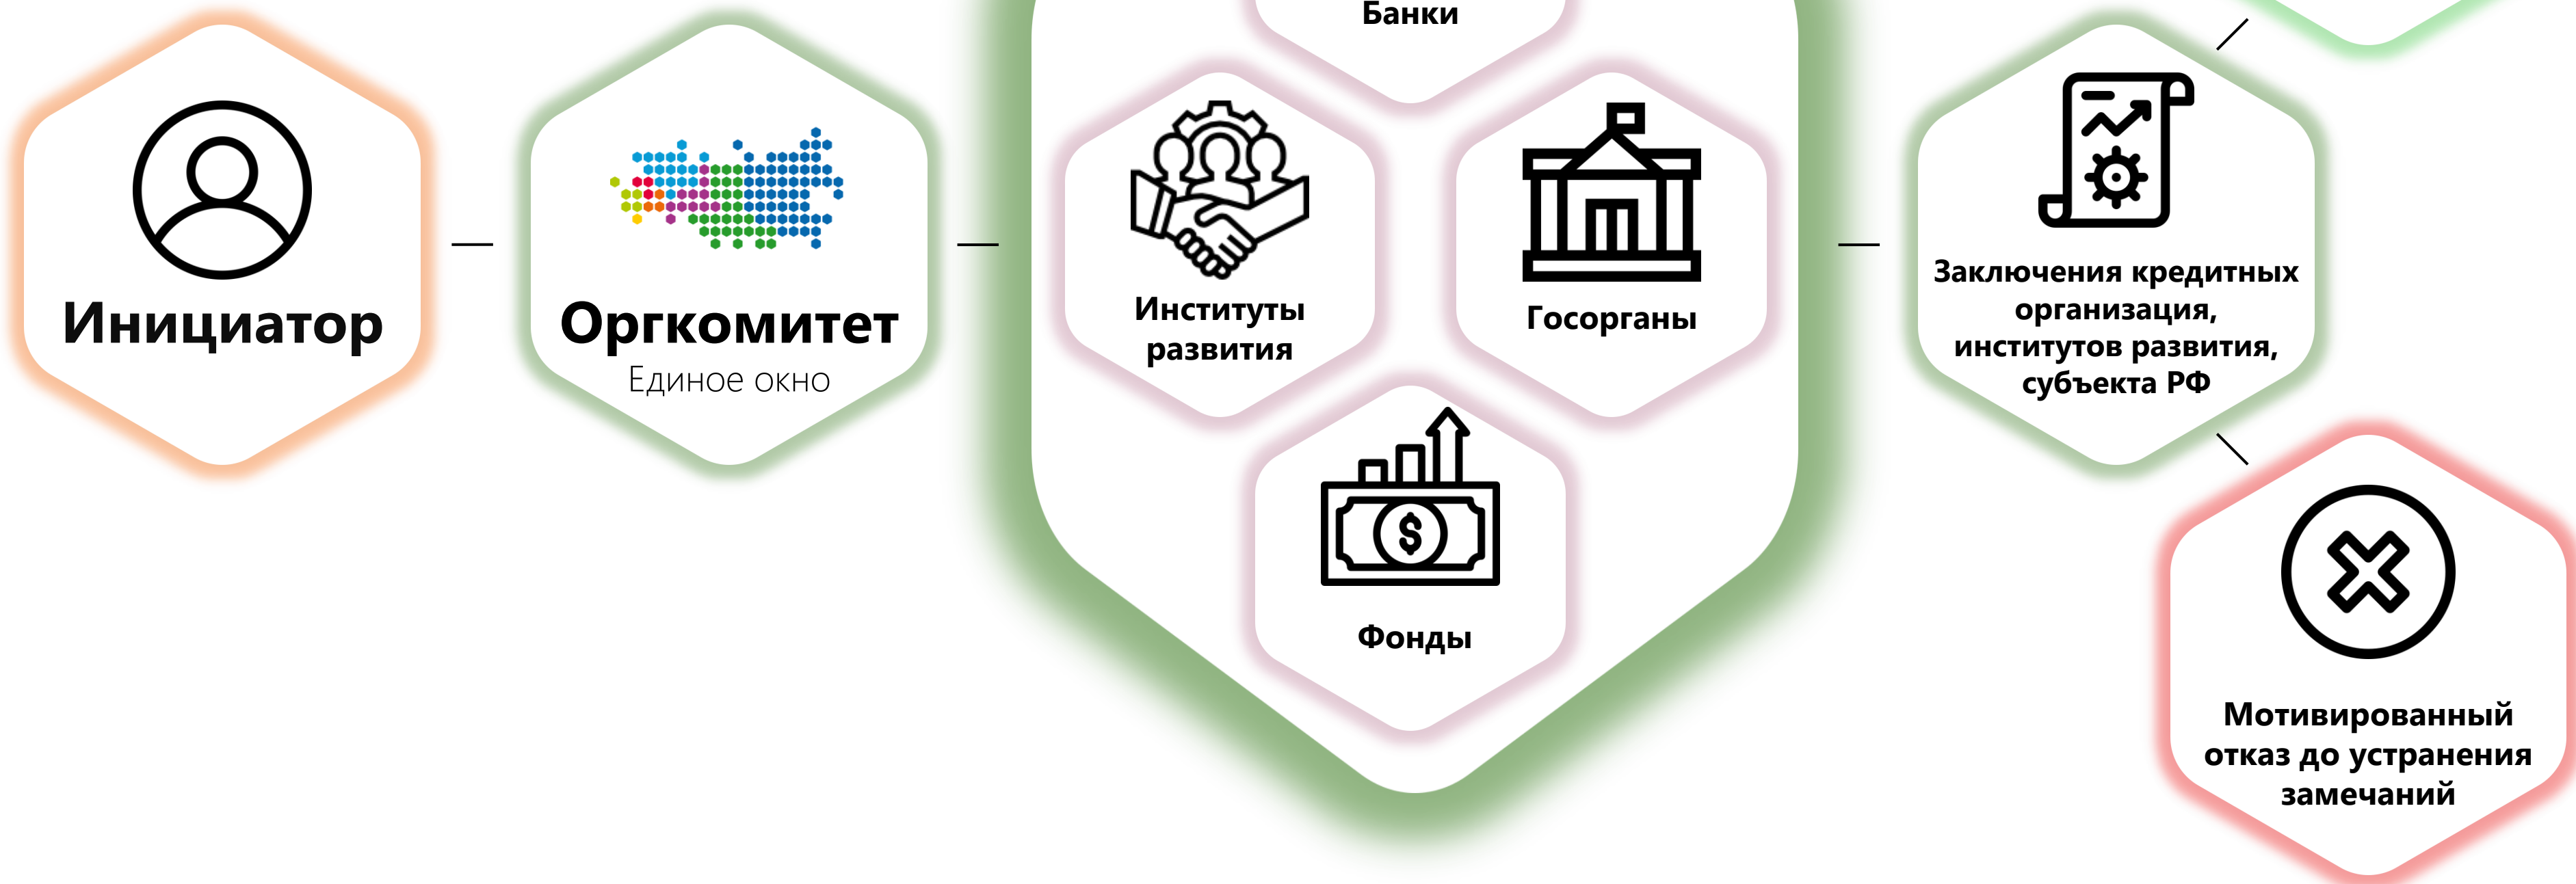 Банки
Инициатор
Оргкомитет
Единое окно
Институты
развития
Госорганы
Фонды
Заключения кредитных
организация,
институтов развития,
субъекта РФ
Мотивированный
отказ до устранения
замечаний